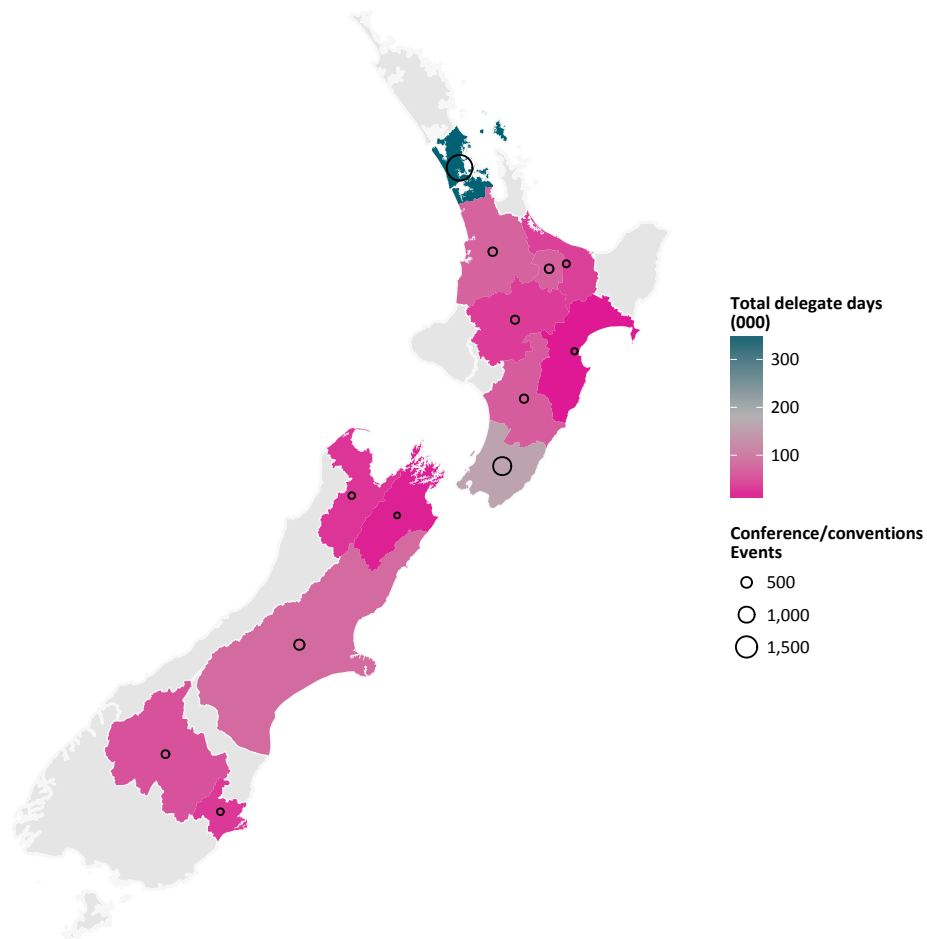 Total delegate days
(000)
300
200
100
Conference/conventions
Events
500
1,000
1,500